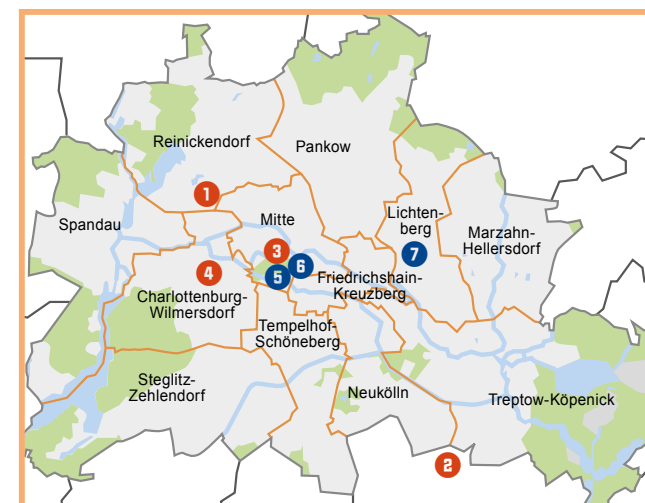 Reinickendorf
Pankow
1
Spandau
Mitte
Lichten-
berg
Marzahn-
Hellersdorf
3
6
7
4
5
Friedrichshain-
Kreuzberg
Charlottenburg-
Wilmersdorf
Tempelhof-
Schöneberg
Steglitz-
Zehlendorf
Neukölln
Treptow-Köpenick
2